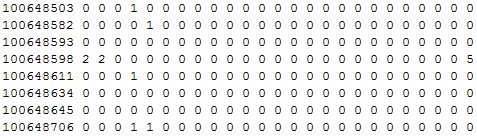 100648503 0 0 0 1 0 0 0 0 0 0 0 0 0 0 0 0 0 0 0 0 0 0 0 0 0
100648582 0 0 0 0 1 0 0 0 0 0 0 0 0 0 0 0 0 0 0 0 0 0 0 0 0
100648593 0 0 0 0 0 0 0 0 0 0 0 0 0 0 0 0 0 0 0 0 0 0 0 0 0
100648598 2 2 0 0 0 0 0 0 0 0 0 0 0 0 0 0 0 0 0 0 0 0 0 0 5
100648611 0 0 0 1 0 0 0 0 0 0 0 0 0 0 0 0 0 0 0 0 0 0 0 0 0
100648634 0 0 0 0 0 0 0 0 0 0 0 0 0 0 0 0 0 0 0 0 0 0 0 0 0
100648645 0 0 0 0 0 0 0 0 0 0 0 0 0 0 0 0 0 0 0 0 0 0 0 0 0
100648706 0 0 0 1 1 0 0 0 0 0 0 0 0 0 0 0 0 0 0 0 0 0 0 0 0